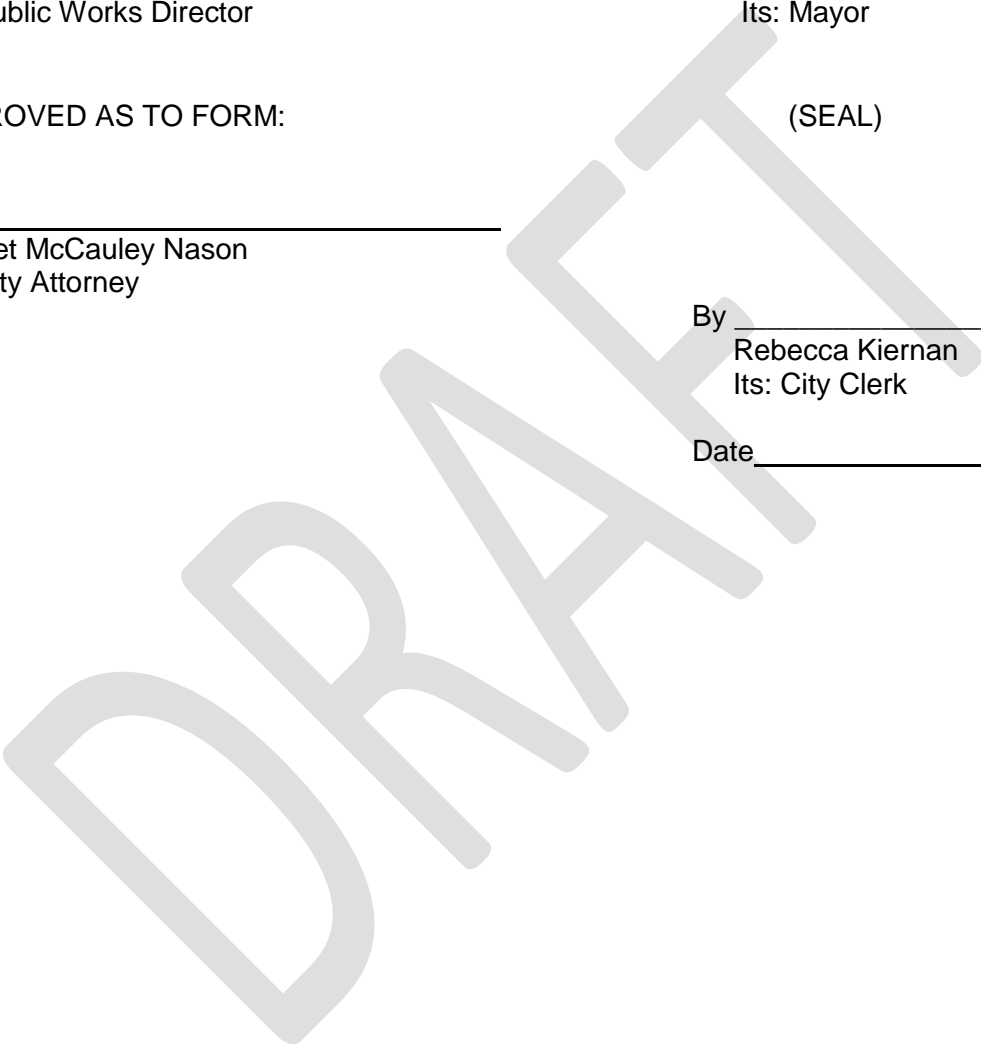 ublic Works Director
Its: Mayor
ROVED AS TO FORM:
(SEAL)
et McCauley Nason
ty Attorney
By ________________
Rebecca Kiernan
Its: City Clerk
Date
DRAFT